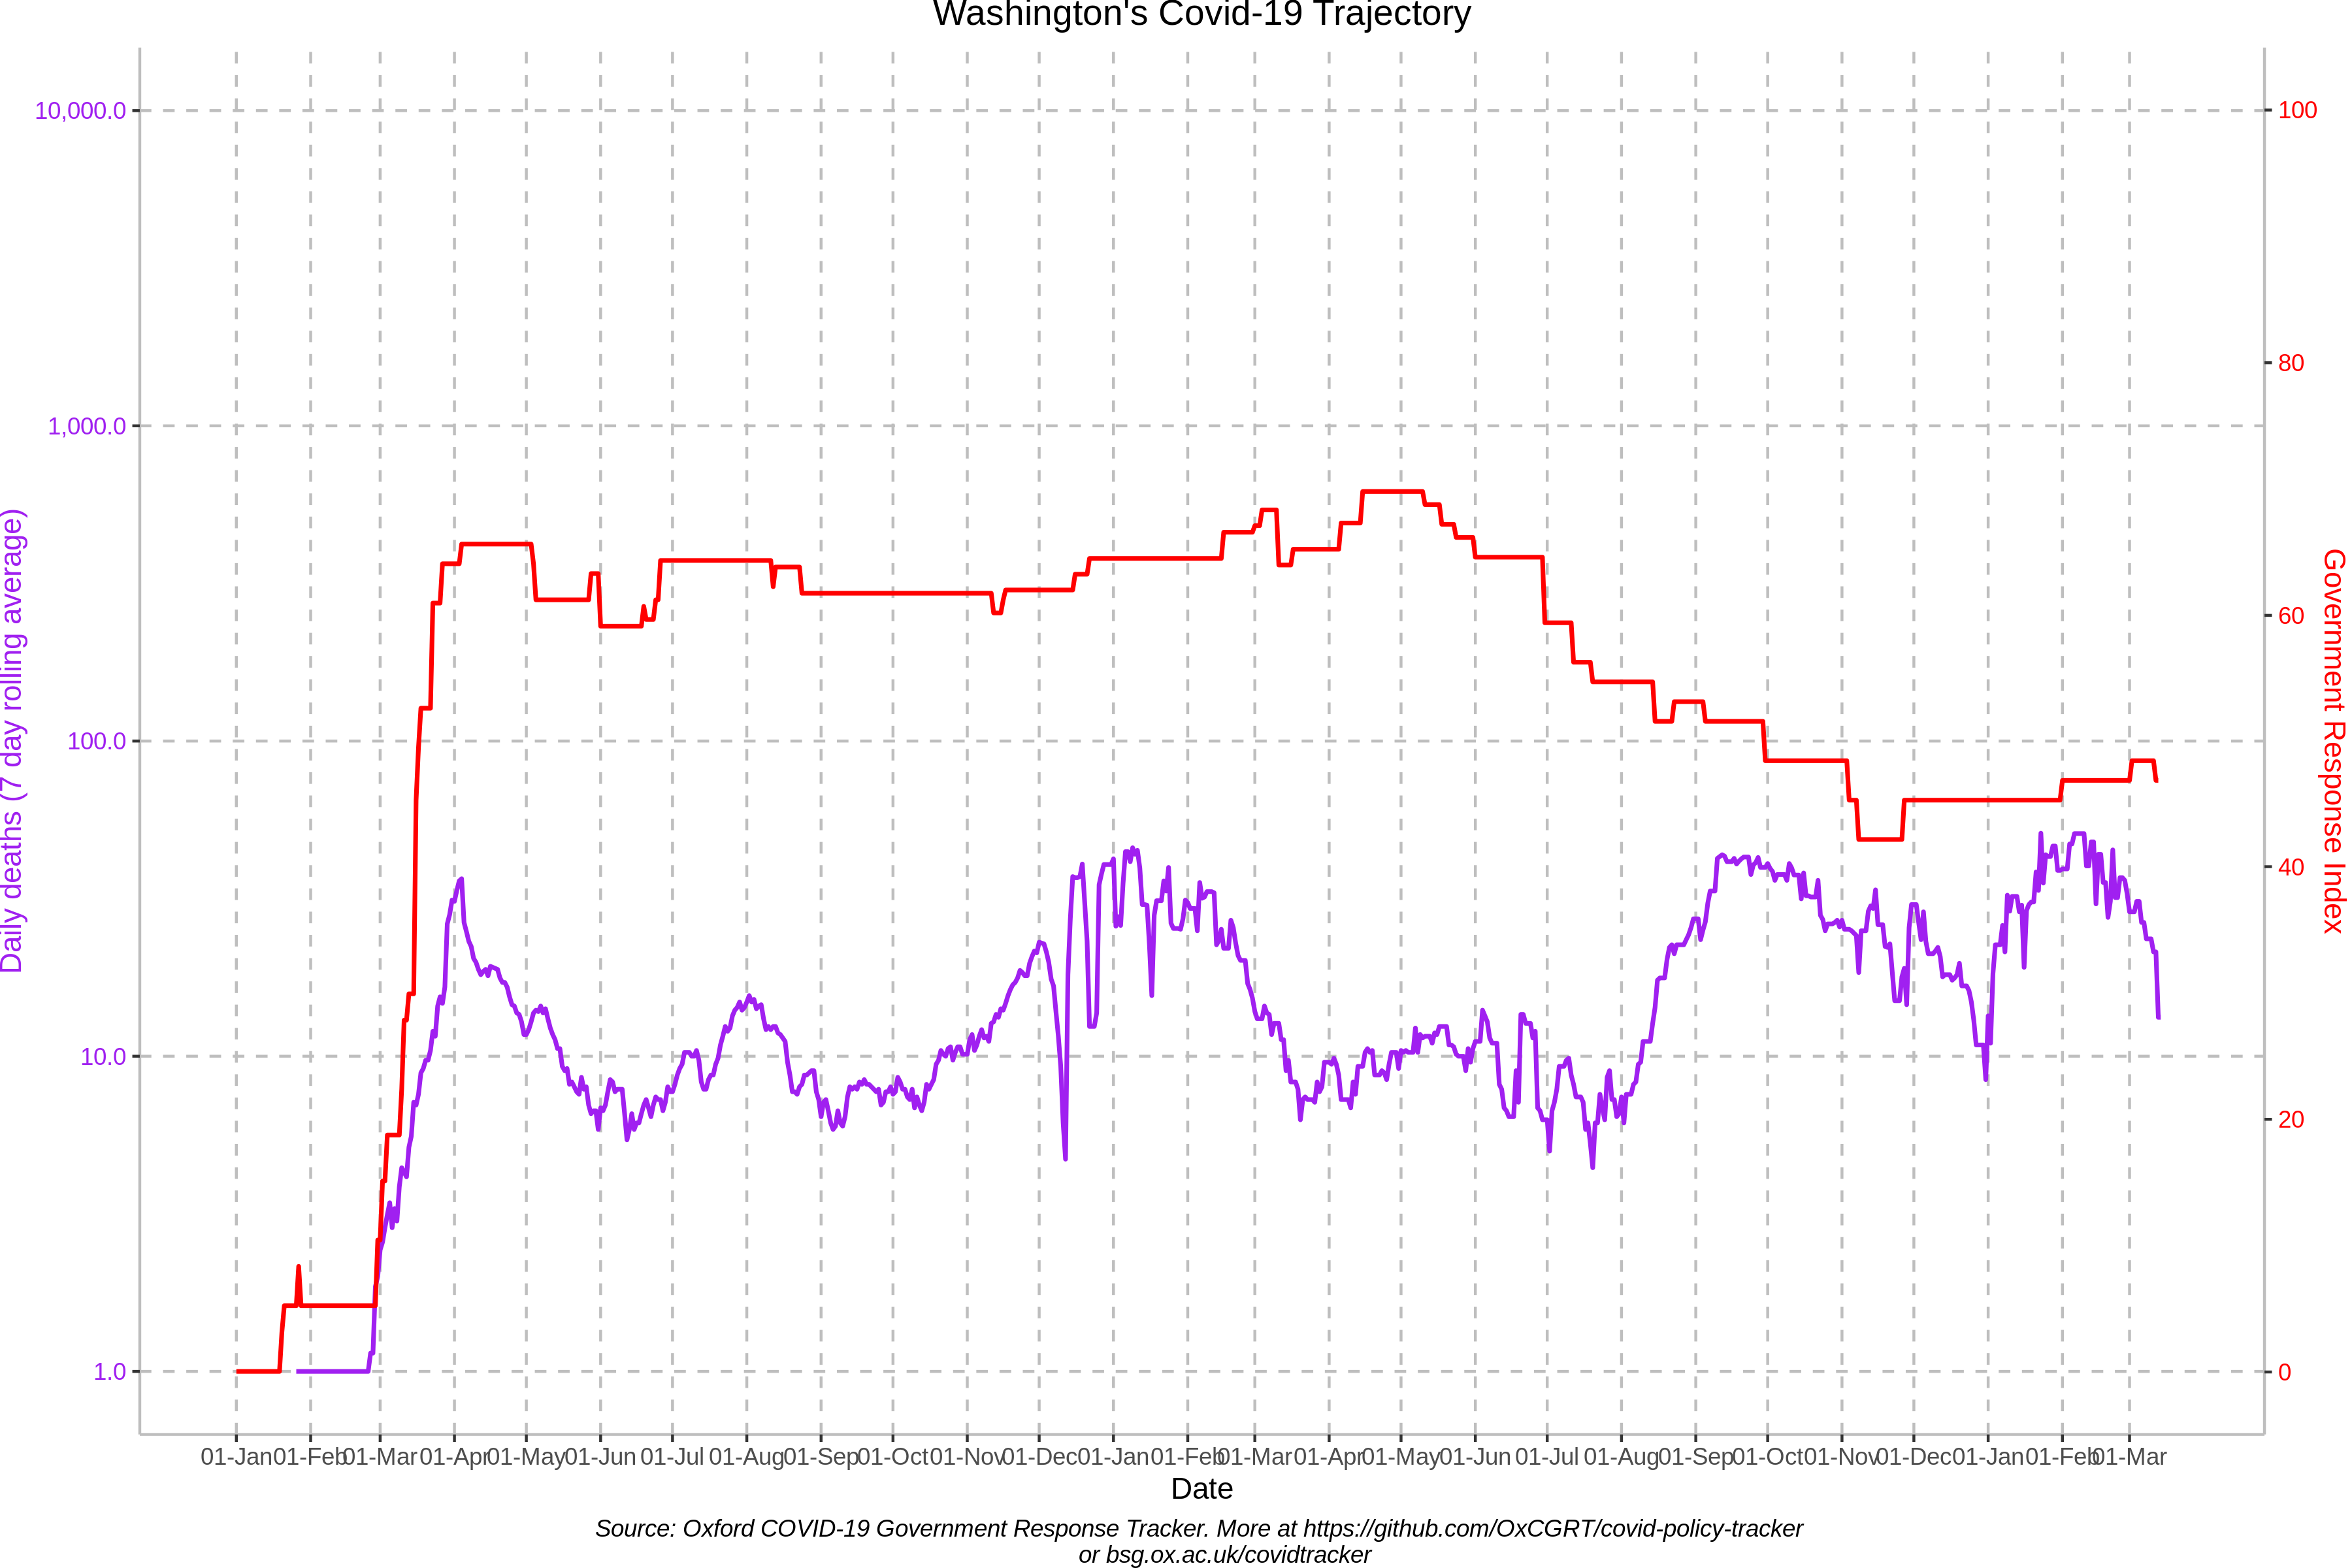 Washington's Covid-19 Trajectory
10,000.0
1,000.0
100.0
10.0
1.0
Daily deaths (7 day rolling average)
100
80
60
40
20
0
Government Response Index
01-Jan 01-Feb 01-Mar 01-Apr 01-May 01-Jun 01-Jul 01-Aug 01-Sep 01-Oct 01-Nov 01-Dec 01-Jan 01-Feb 01-Mar 01-Apr 01-May 01-Jun 01-Jul 01-Aug 01-Sep 01-Oct 01-Nov 01-Dec 01-Jan 01-Feb 01-Mar
Date
Source: Oxford COVID-19 Government Response Tracker. More at https://github.com/OxCGRT/covid-policy-tracker
or bsg.ox.ac.uk/covidtracker